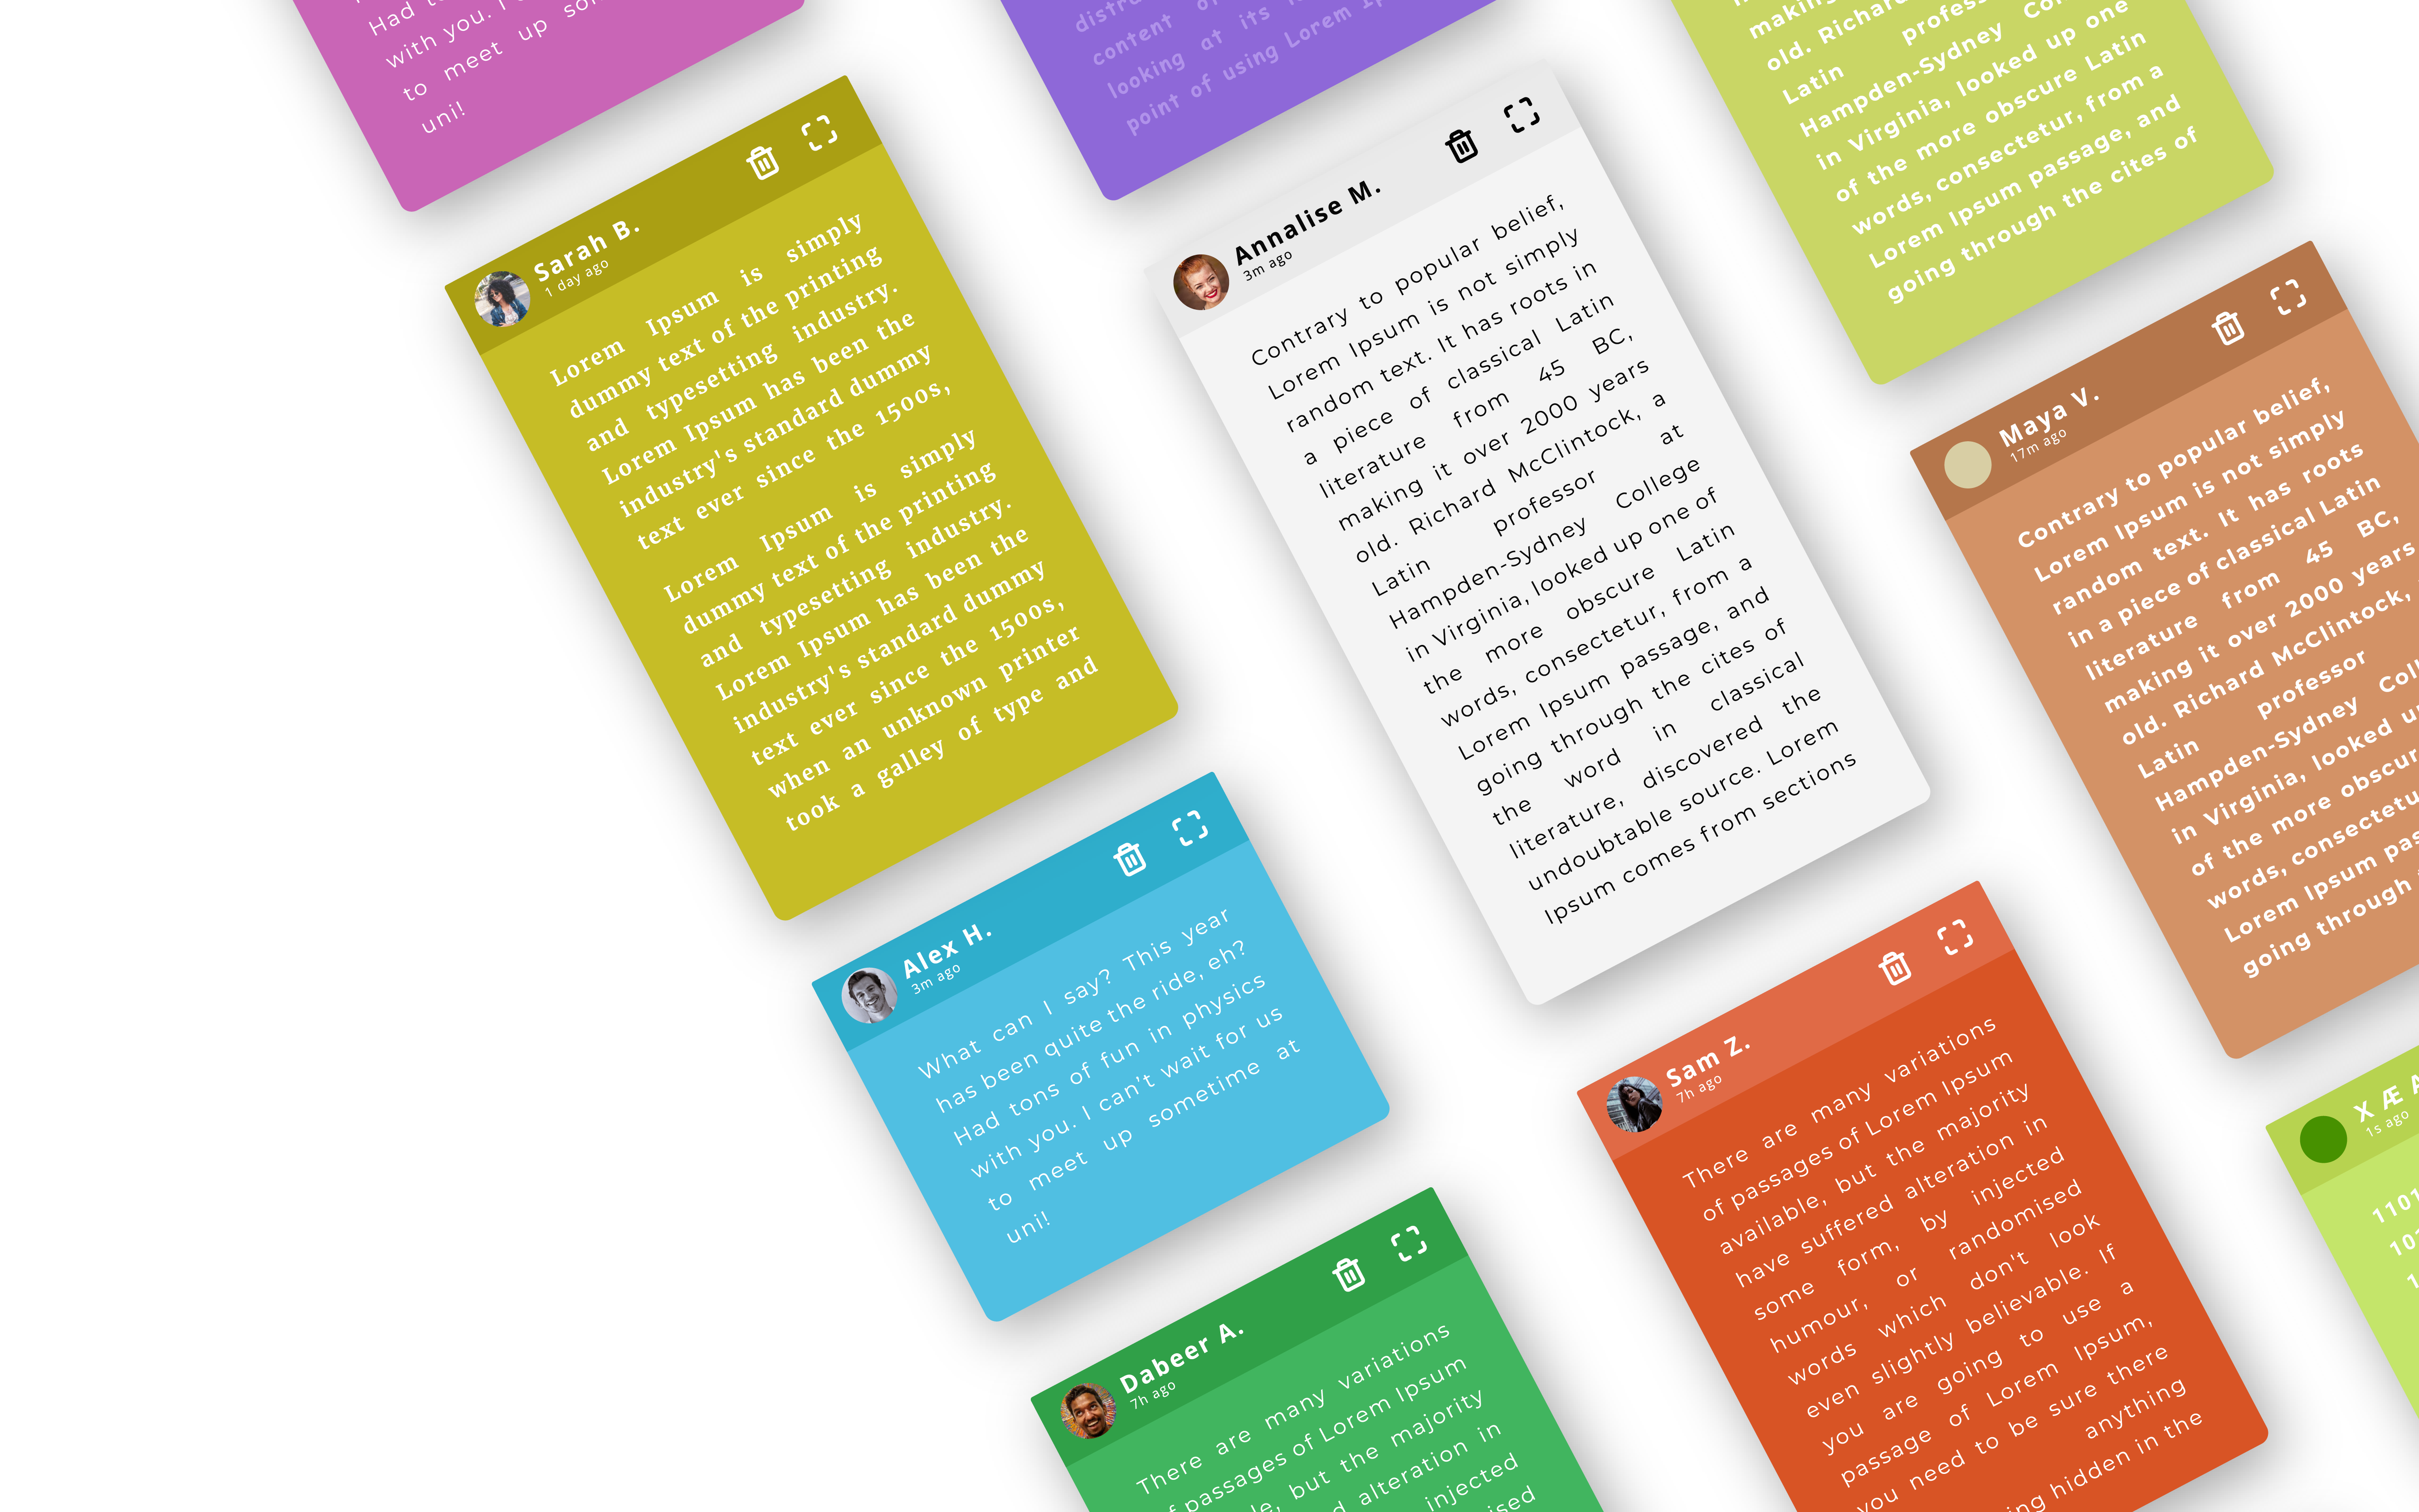 with you. I
to meet up
uni!
Sarah B.
1 day ago
Lorem Ipsum is simply
dummy text of the printing
and typesetting industry.
Lorem Ipsum has been the
industry's standard dummy
text ever since the 1500s,
Lorem Ipsum is simply
dummy text of the printing
and typesetting industry.
Lorem Ipsum has been the
industry's standard dummy
text ever since the 1500s,
when an unknown printer
took a galley of type and
Alex H.
3m ago
What can I say? This year
has been quite the ride, eh?
Had tons of fun in physics
with you. I can't wait for us
to meet up sometime at
uni!
Dabeer A.
7h ago
There are many variations
passages of Lorem Ipsum
but the majority
alteration in
injected
content
looking at its
point of using Lorem
Annalise M.
3m ago
Contrary to popular belief,
Lorem Ipsum is not simply
random text. It has roots in
a piece of classical Latin
literature from 45 BC,
making it over 2000 years
old. Richard McClintock, a
Latin professor at
Hampden-Sydney College
in Virginia, looked up one of
the more obscure Latin
words, consectetur, from a
Lorem Ipsum passage, and
going through the cites of
the word in classical
literature, discovered the
undoubtable source. Lorem
Ipsum comes from sections
Sam Z.
7h ago
There are many variations
of passages of Lorem Ipsum
available, but the majority
have suffered alteration in
some form, by injected
humour, or randomised
words which don't look
even slightly believable. If
you are going to use a
passage of Lorem Ipsum,
you need to be sure there
anything
hidden in the
making
old. Richard
Latin profess
Hampden-Sydney
in Virginia, looked up one
of the more obscure Latin
words, consectetur, from a
Lorem Ipsum passage, and
going through the cites of
Maya V.
17m ago
Contrary to popular belief,
Lorem Ipsum is not simply
random text. It has roots
in a piece of classical Latin
literature from 45 BC,
making it over 2000 years
old. Richard McClintock,
Latin professor
Hampden-Sydney Coll
in Virginia, looked u
of the more obscur
words, consectetu
Lorem Ipsum pas
going through
X Æ A
1s ago
1101
101
1